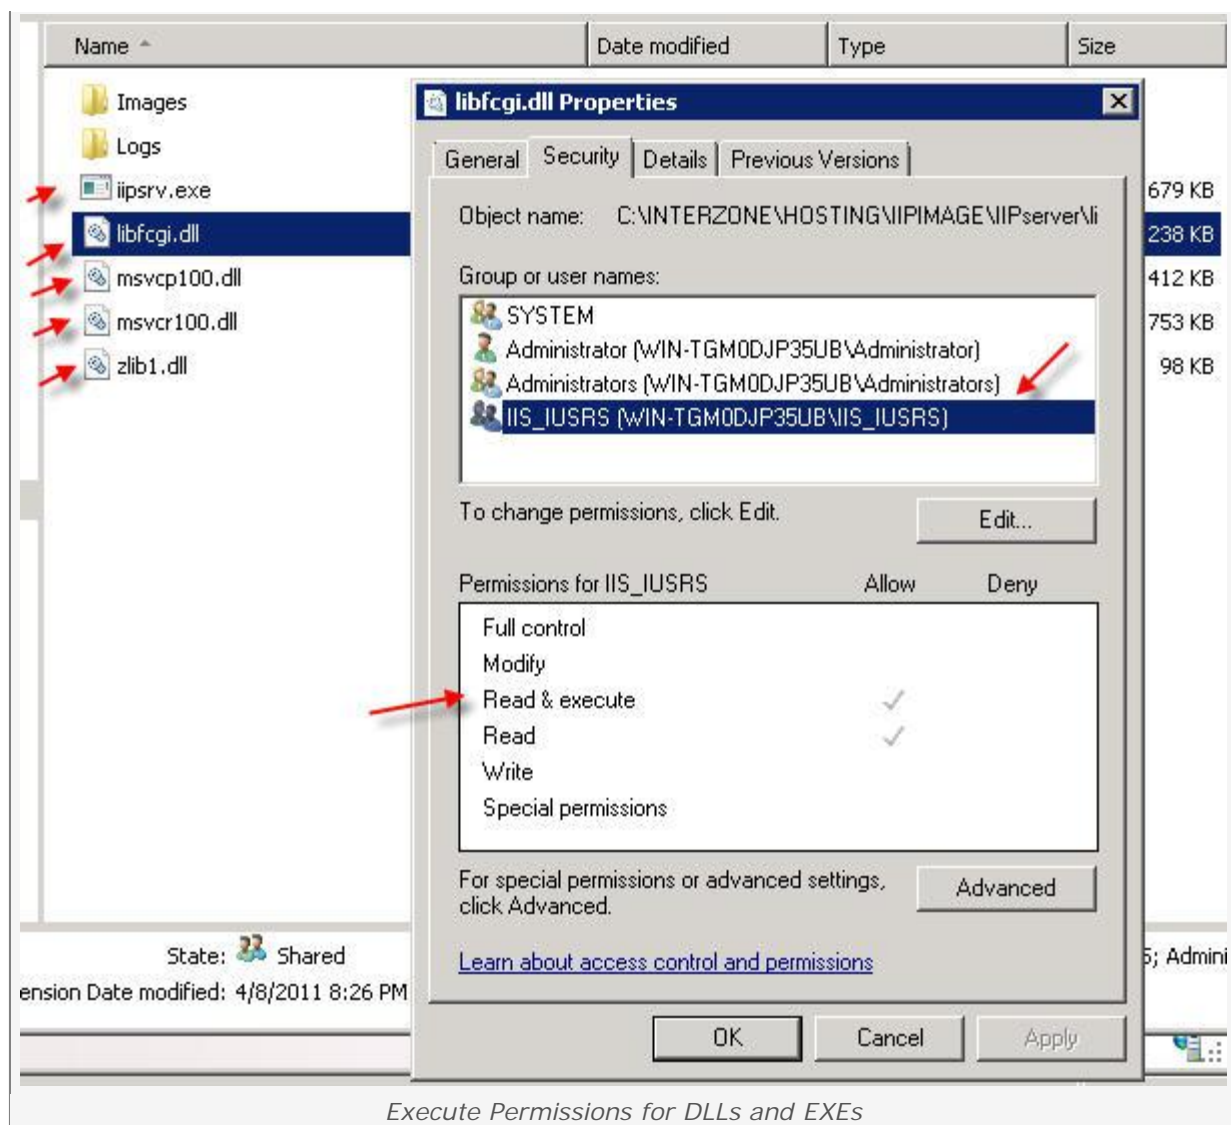 Name Date modified Type Size
Images
Logs
iipsrv.exe 679 KB
libfcgi.dll 238 KB
msvcp100.dll 412 KB
msvcr100.dll 753 KB
zlib1.dll 98 KB
libfcgi.dll Properties
General Security Details Previous Versions
Object name: C:\INTERZONE\HOSTING\IIPIMAGE\IIPserver\li
Group or user names:
SYSTEM
Administrator (WIN-TGM0DJP35UB\Administrator)
Administrators (WIN-TGM0DJP35UB\Administrators)
IIS_IUSRS (WIN-TGM0DJP35UB\IIS_IUSRS)
To change permissions, click Edit.
Edit...
Permissions for IIS_IUSRS Allow Deny
Full control
Modify
Read & execute
Read
Write
Special permissions
For special permissions or advanced settings,
click Advanced.
Advanced
Learn about access control and permissions
OK Cancel Apply
State: Shared
; Admini
ension Date modified: 4/8/2011 8:26 PM
Execute Permissions for DLLs and EXEs